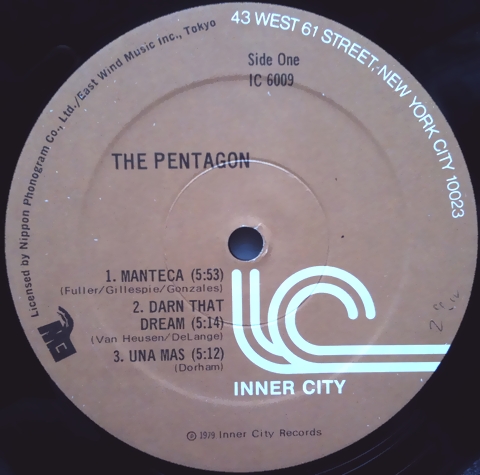 43 WEST 61 STREET, NEW YORK CITY 10023
Licensed by Nippon Phonogram Co., Ltd./East Wind Music Inc., Tokyo
Side One
IC 6009
THE PENTAGON
1. MANTECA (5:53)
(Fuller/Gillespie/Gonzales)
2. DARN THAT
DREAM (5:14)
(Van Heusen/DeLange)
3. UNA MAS (5:12)
(Dorham)
INNER CITY
℗ 1979 Inner City Records